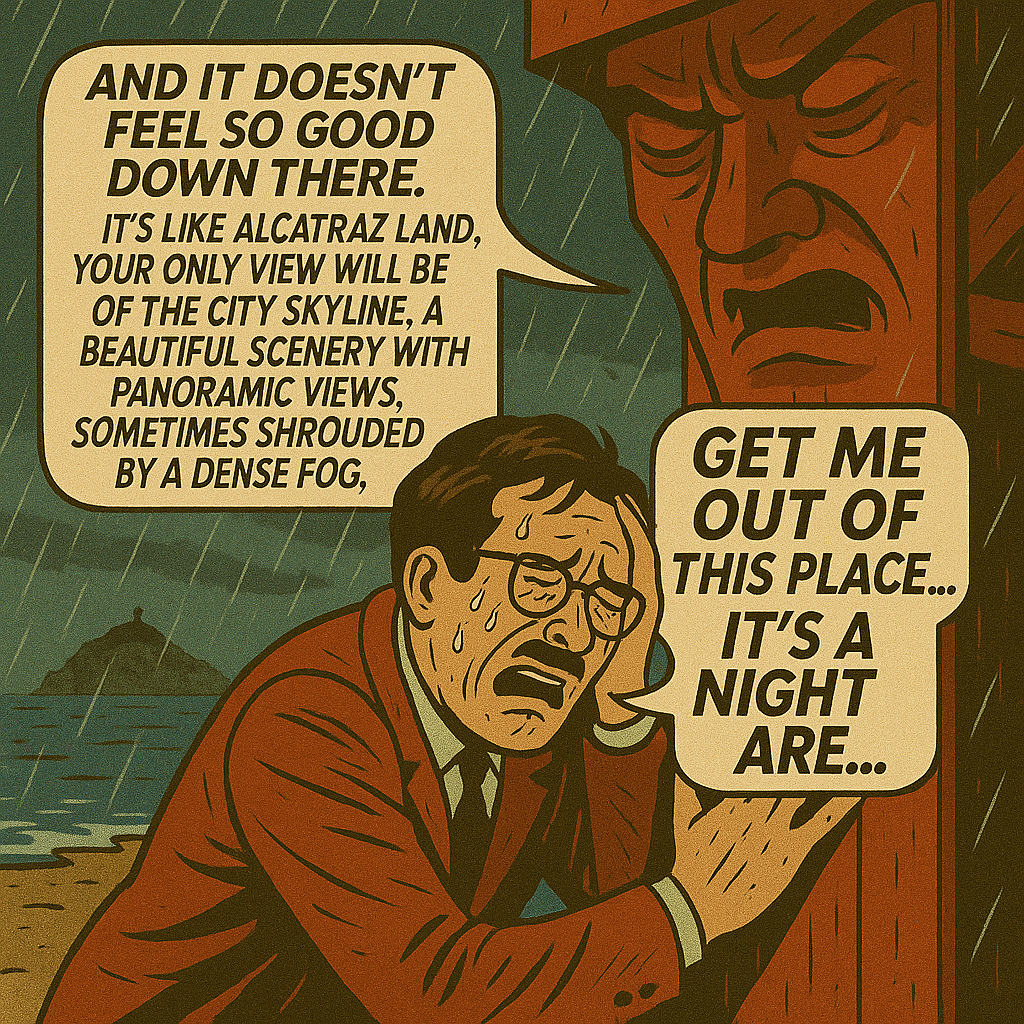 AND IT DOESN'T
FEEL SO GOOD
DOWN THERE.
IT'S LIKE ALCATRAZ LAND,
YOUR ONLY VIEW WILL BE
OF THE CITY SKYLINE, A
BEAUTIFUL SCENERY WITH
PANORAMIC VIEWS,
SOMETIMES SHROUDED
BY A DENSE FOG,
GET ME
OUT OF
THIS PLACE...
IT'S A
NIGHT
ARE...